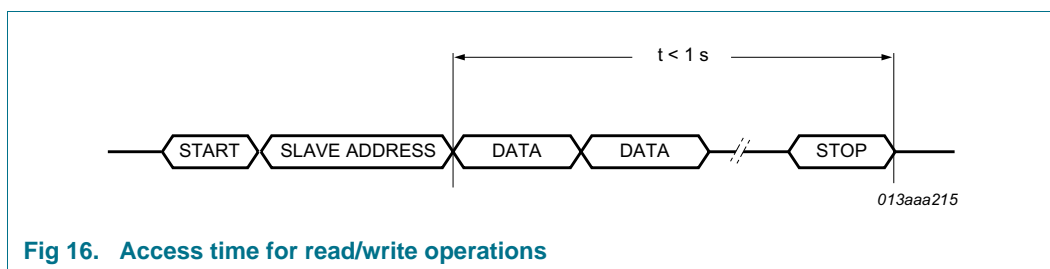 t < 1 s
START SLAVE ADDRESS DATA DATA STOP
013aaa215
Fig 16. Access time for read/write operations